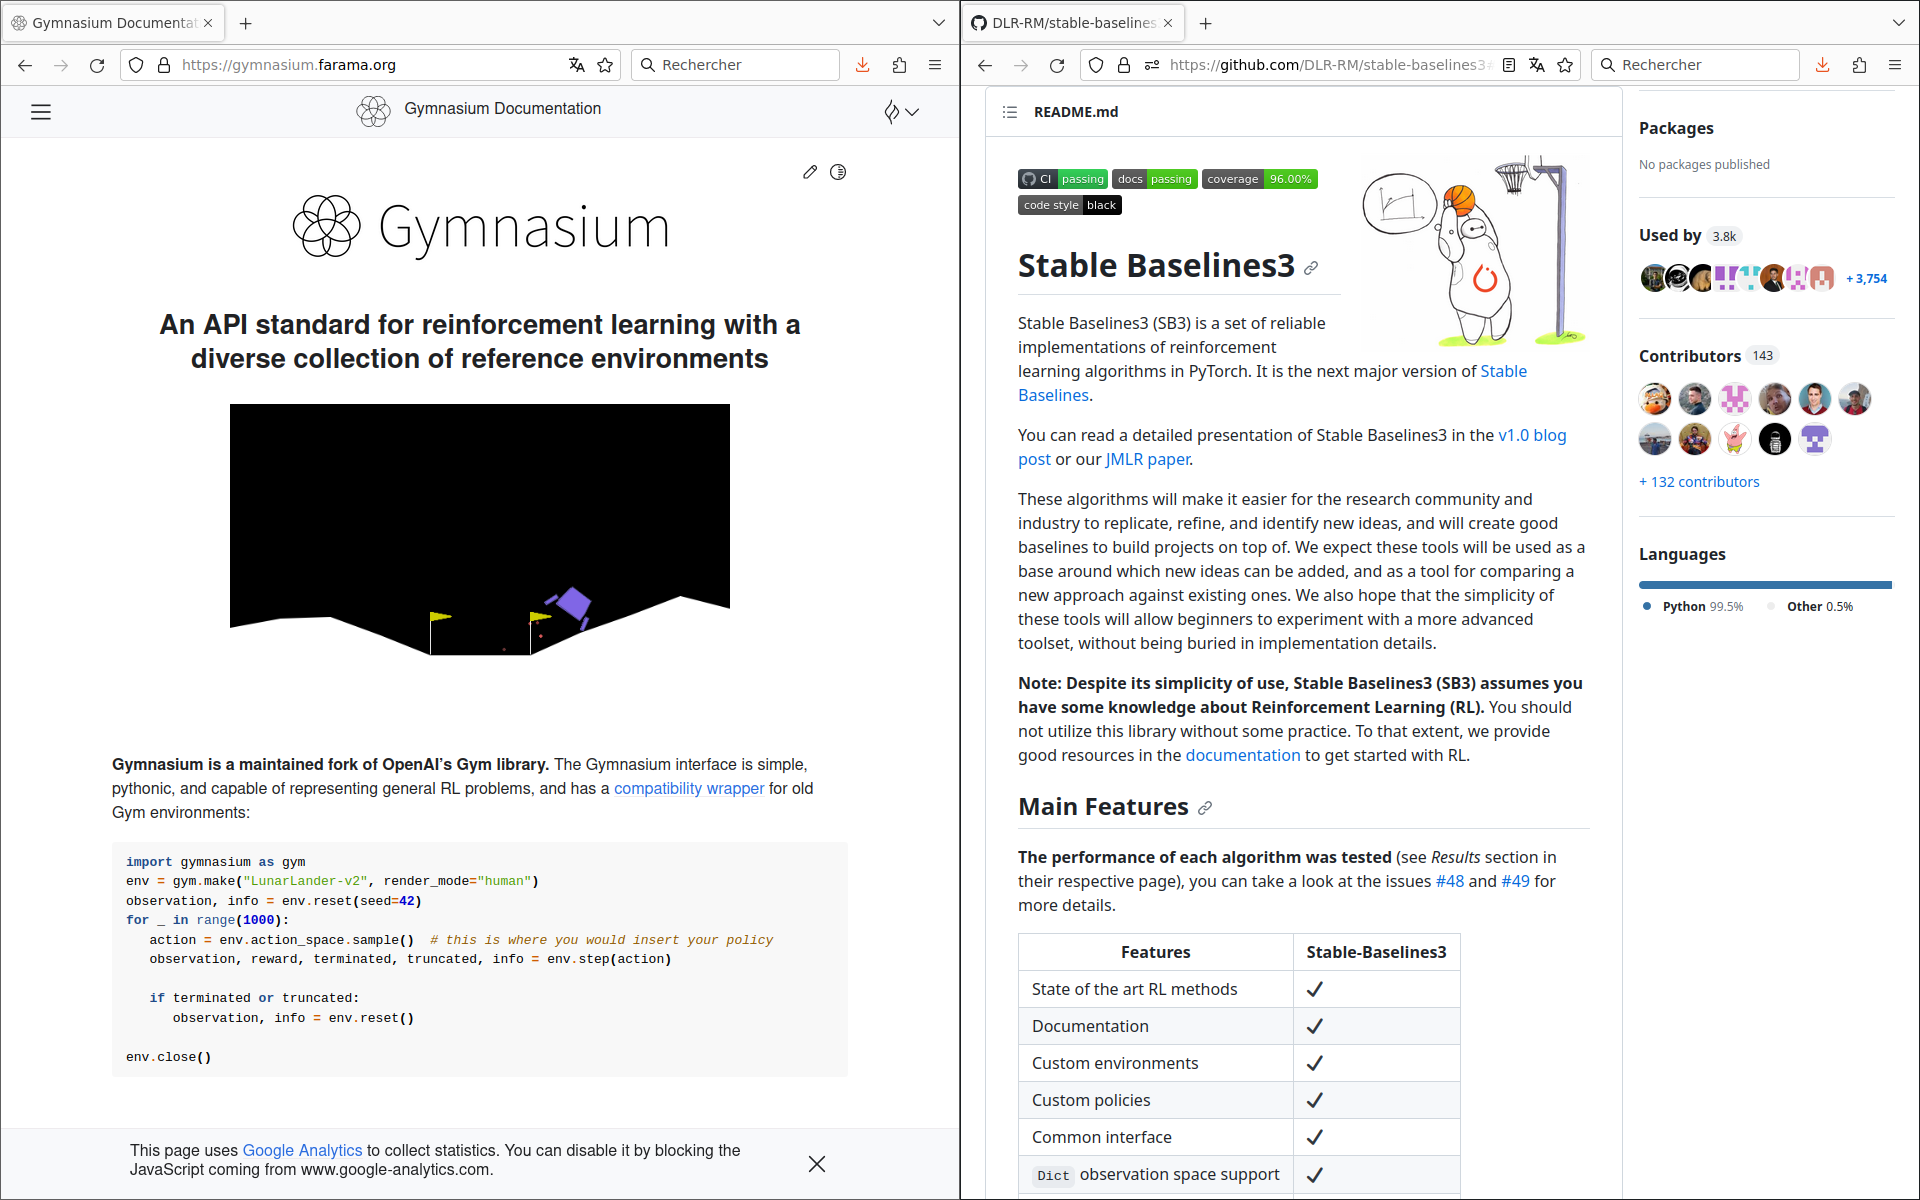 Gymnasium Documentat
https://gymnasium.farama.org
Rechercher
Gymnasium Documentation
Gymnasium
An API standard for reinforcement learning with a
diverse collection of reference environments
Gymnasium is a maintained fork of OpenAI's Gym library. The Gymnasium interface is simple,
pythonic, and capable of representing general RL problems, and has a compatibility wrapper for old
Gym environments:
import gymnasium as gym
env = gym.make("LunarLander-v2", render_mode="human")
observation, info = env.reset(seed=42)
for _ in range(1000):
   action = env.action_space.sample()  # this is where you would insert your policy
   observation, reward, terminated, truncated, info = env.step(action)
   if terminated or truncated:
      observation, info = env.reset()
env.close()
This page uses Google Analytics to collect statistics. You can disable it by blocking the
JavaScript coming from www.google-analytics.com.
DLR-RM/stable-baselines
https://github.com/DLR-RM/stable-baselines3
Rechercher
README.md
CI passing docs passing coverage 96.00%
code style black
Stable Baselines3
Stable Baselines3 (SB3) is a set of reliable
implementations of reinforcement
learning algorithms in PyTorch. It is the next major version of Stable
Baselines.
You can read a detailed presentation of Stable Baselines3 in the v1.0 blog
post or our JMLR paper.
These algorithms will make it easier for the research community and
industry to replicate, refine, and identify new ideas, and will create good
baselines to build projects on top of. We expect these tools will be used as a
base around which new ideas can be added, and as a tool for comparing a
new approach against existing ones. We also hope that the simplicity of
these tools will allow beginners to experiment with a more advanced
toolset, without being buried in implementation details.
Note: Despite its simplicity of use, Stable Baselines3 (SB3) assumes you
have some knowledge about Reinforcement Learning (RL). You should
not utilize this library without some practice. To that extent, we provide
good resources in the documentation to get started with RL.
Main Features
The performance of each algorithm was tested (see Results section in
their respective page), you can take a look at the issues #48 and #49 for
more details.
Features Stable-Baselines3
State of the art RL methods ✔
Documentation ✔
Custom environments ✔
Custom policies ✔
Common interface ✔
Dict observation space support ✔
Packages
No packages published
Used by 3.8k
+ 3,754
Contributors 143
+ 132 contributors
Languages
Python 99.5% Other 0.5%